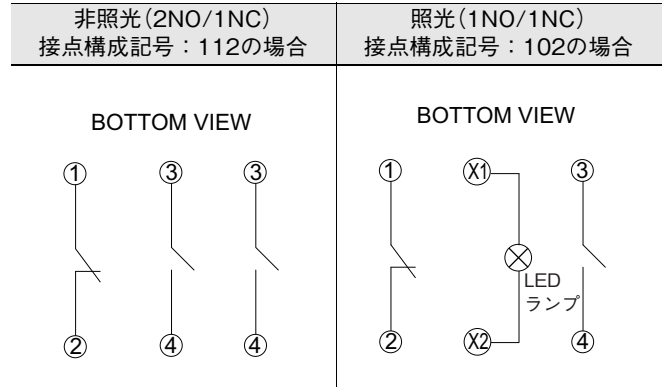 非照光(2NO/1NC)
接点構成記号：112の場合
照光(1NO/1NC)
接点構成記号：102の場合
BOTTOM VIEW
① ③ ③
② ④ ④
BOTTOM VIEW
① X1 ③
LED
ランプ
② X2 ④